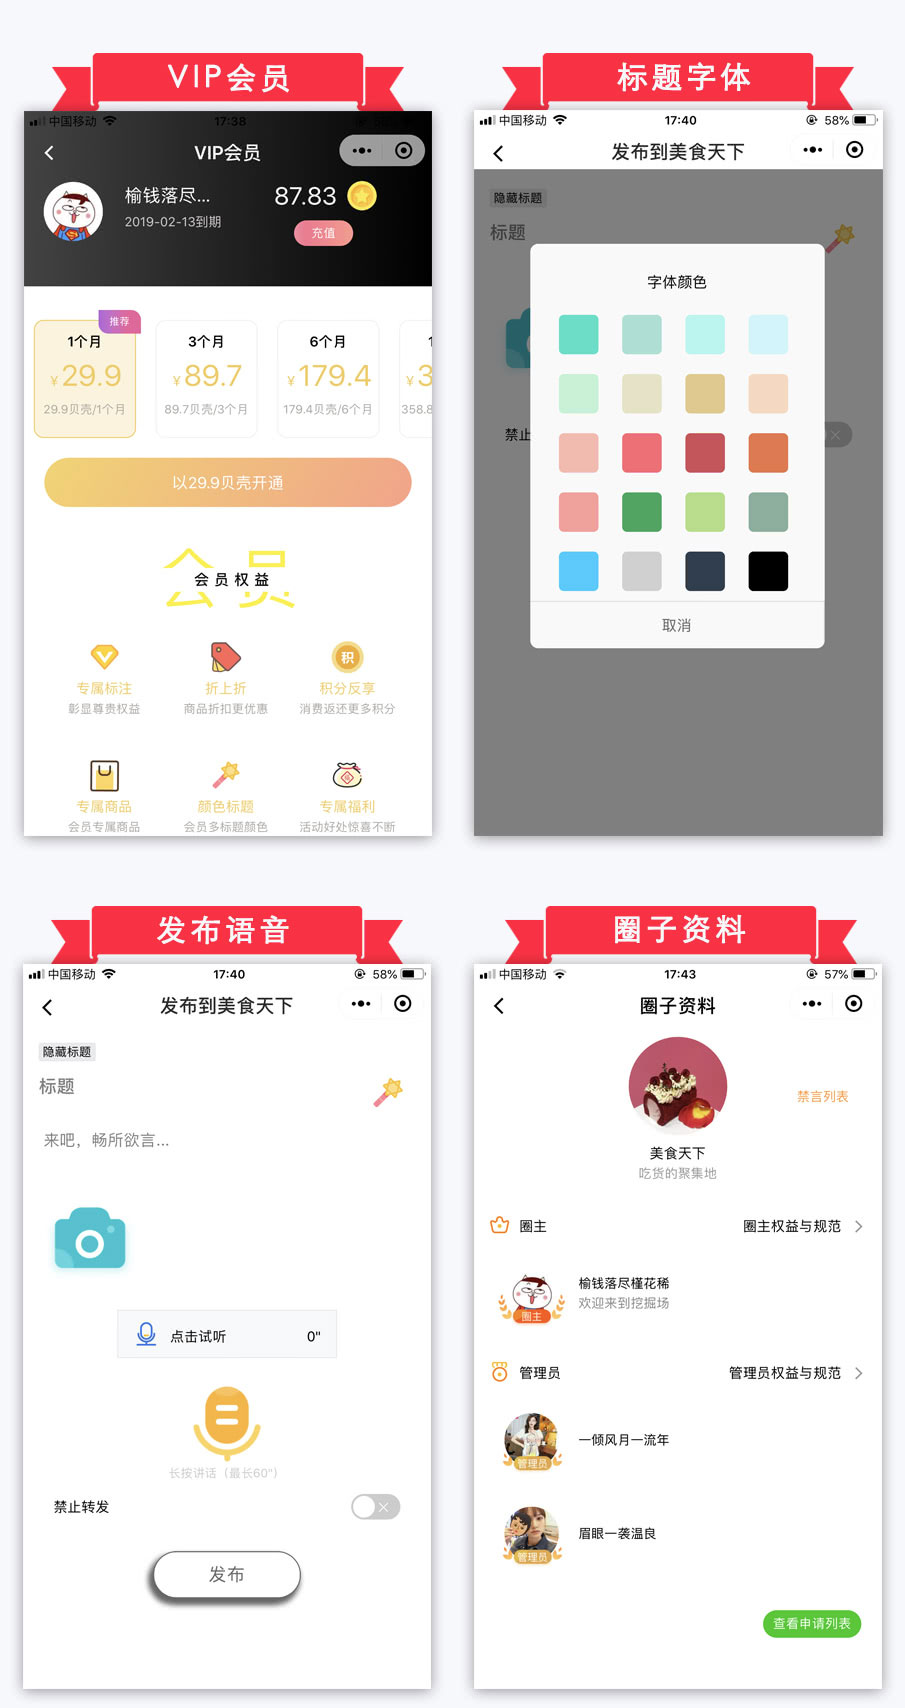 VIP会员
中国移动 17:38
VIP会员
榆钱落尽...
87.83
2019-02-13到期
充值
推荐
1个月
¥29.9
29.9贝壳/1个月
3个月
¥89.7
89.7贝壳/3个月
6个月
¥179.4
179.4贝壳/6个月
1
¥3
358.8
以29.9贝壳开通
会员
会员权益
专属标注
彰显尊贵权益
折上折
商品折扣更优惠
积
积分反享
消费返还更多积分
专属商品
会员专属商品
颜色标题
会员多标题颜色
福
专属福利
活动好处惊喜不断
标题字体
中国移动 17:40 58%
发布到美食天下
隐藏标题
标题
字体颜色
禁止
取消
发布语音
中国移动 17:40 58%
发布到美食天下
隐藏标题
标题
来吧，畅所欲言...
点击试听 0"
长按讲话（最长60"）
禁止转发
发布
圈子资料
中国移动 17:43 57%
圈子资料
禁言列表
美食天下
吃货的聚集地
圈主 圈主权益与规范
榆钱落尽槿花稀
欢迎来到挖掘场
圈主
管理员 管理员权益与规范
一倾风月一流年
管理员
眉眼一袭温良
管理员
查看申请列表